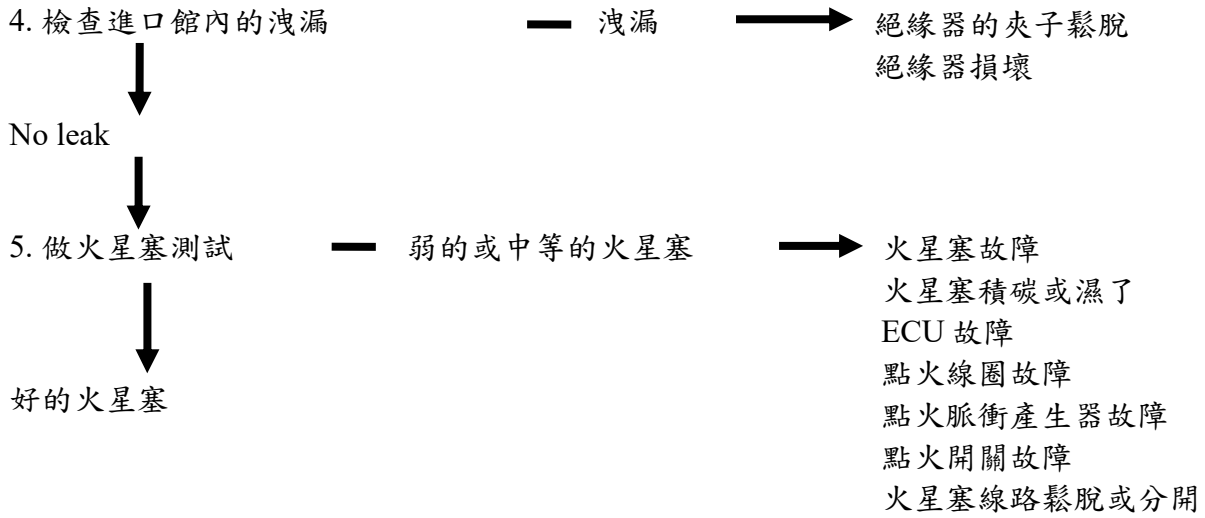 4. 檢查進口館內的洩漏 洩漏 絕緣器的夾子鬆脫
絕緣器損壞
No leak
5. 做火星塞測試 弱的或中等的火星塞 火星塞故障
火星塞積碳或濕了
ECU 故障
點火線圈故障
好的火星塞
點火脈衝產生器故障
點火開關故障
火星塞線路鬆脫或分開